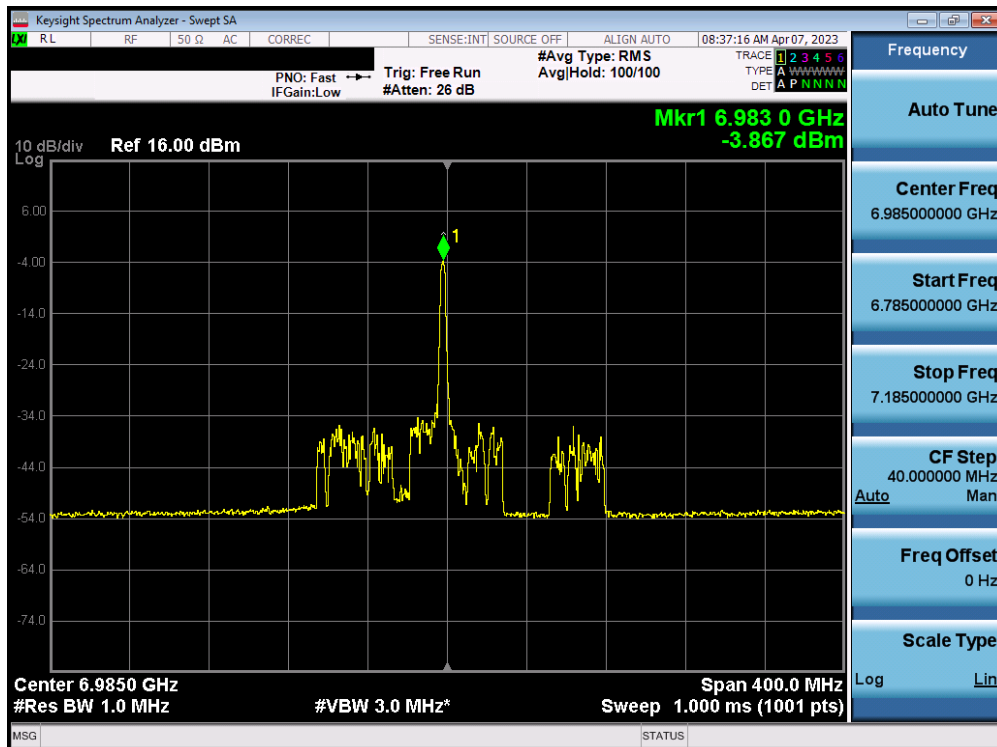 Keysight Spectrum Analyzer - Swept SA
LXI RL RF 50 Ω AC CORREC SENSE:INT SOURCE OFF ALIGN AUTO 08:37:16 AM Apr 07, 2023
PNO: Fast Trig: Free Run #Avg Type: RMS TRACE 1 2 3 4 5 6
IFGain:Low #Atten: 26 dB Avg|Hold: 100/100 TYPE A WWWWW
DET A P N N N N
Mkr1 6.983 0 GHz
-3.867 dBm
10 dB/div Ref 16.00 dBm
Log
1
6.00
-4.00
-14.0
-24.0
-34.0
-44.0
-54.0
-64.0
-74.0
Center 6.9850 GHz Span 400.0 MHz
#Res BW 1.0 MHz #VBW 3.0 MHz* Sweep 1.000 ms (1001 pts)
MSG STATUS
Frequency
Auto Tune
Center Freq
6.985000000 GHz
Start Freq
6.785000000 GHz
Stop Freq
7.185000000 GHz
CF Step
40.000000 MHz
Auto Man
Freq Offset
0 Hz
Scale Type
Log Lin